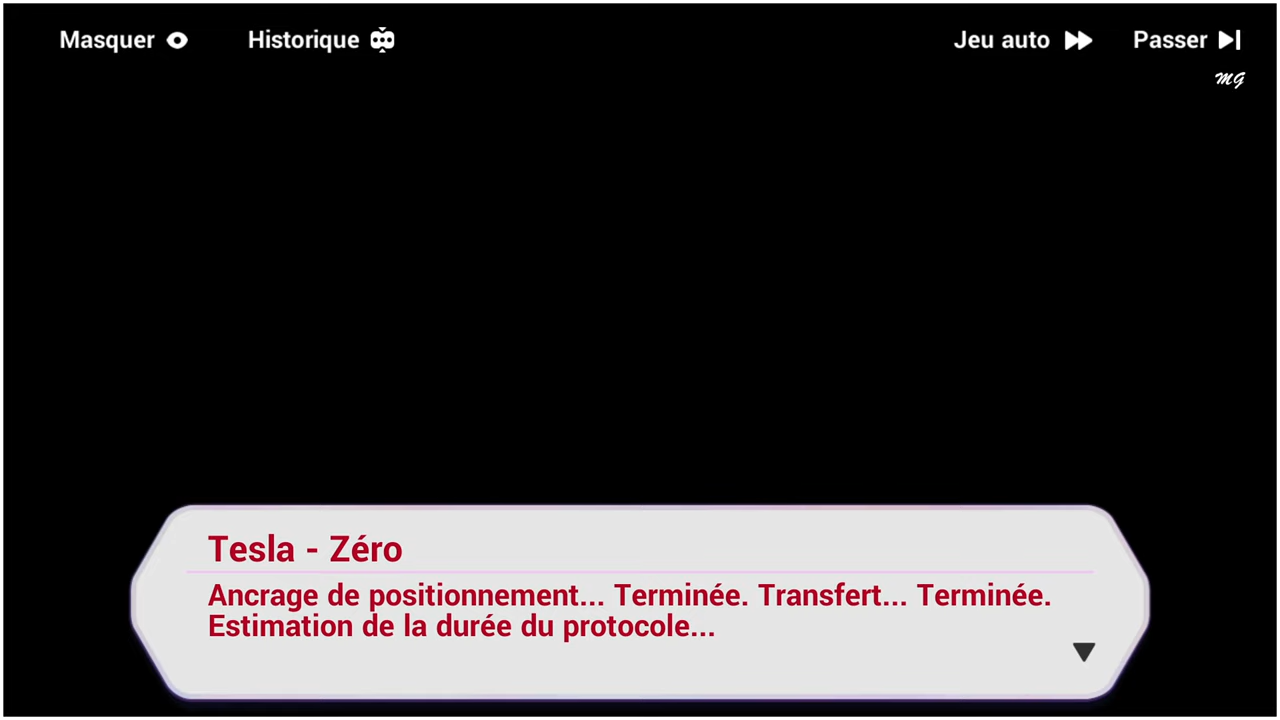 Masquer Historique Jeu auto Passer
MG
Tesla - Zéro
Ancrage de positionnement... Terminée. Transfert... Terminée.
Estimation de la durée du protocole...